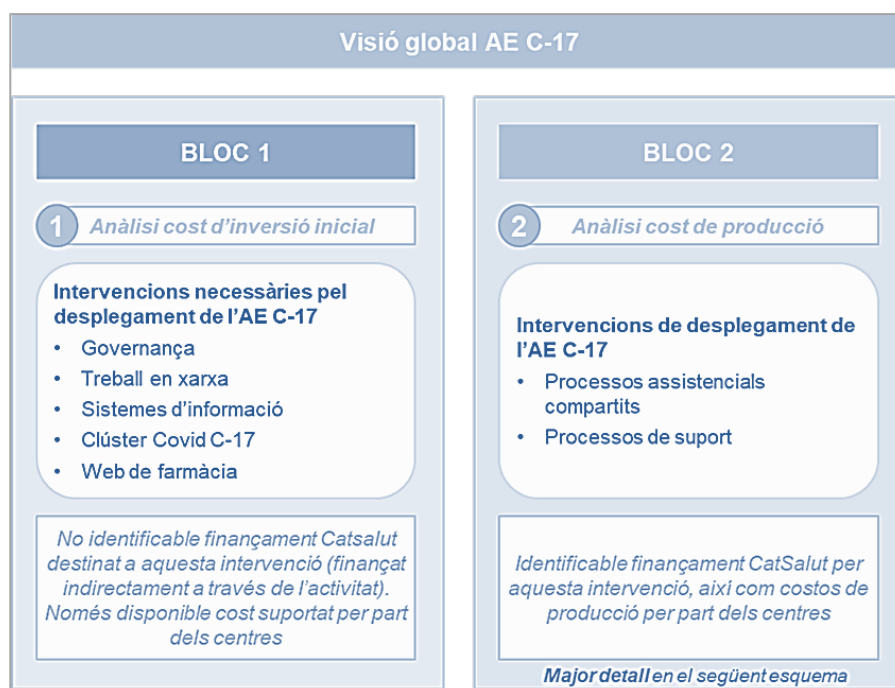 Visió global AE C-17
BLOC 1
1 Anàlisi cost d'inversió inicial
Intervencions necessàries pel
desplegament de l'AE C-17
• Governança
• Treball en xarxa
• Sistemes d'informació
• Clúster Covid C-17
• Web de farmàcia
No identificable finançament Catsalut
destinat a aquesta intervenció (finançat
indirectament a través de l'activitat).
Només disponible cost suportat per part
dels centres
BLOC 2
2 Anàlisi cost de producció
Intervencions de desplegament de
l'AE C-17
• Processos assistencials
compartits
• Processos de suport
Identificable finançament CatSalut per
aquesta intervenció, així com costos de
producció per part dels centres
Major detall en el següent esquema